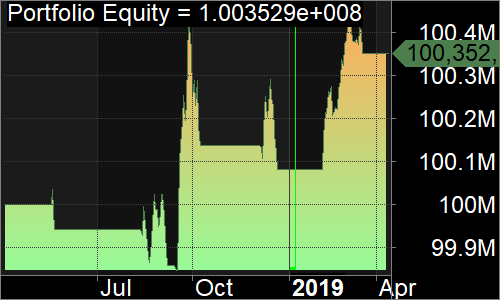 Portfolio Equity = 1.003529e+008
100.4M
100,352,
100.3M
100.2M
100.1M
100M
99.9M
Jul Oct 2019 Apr